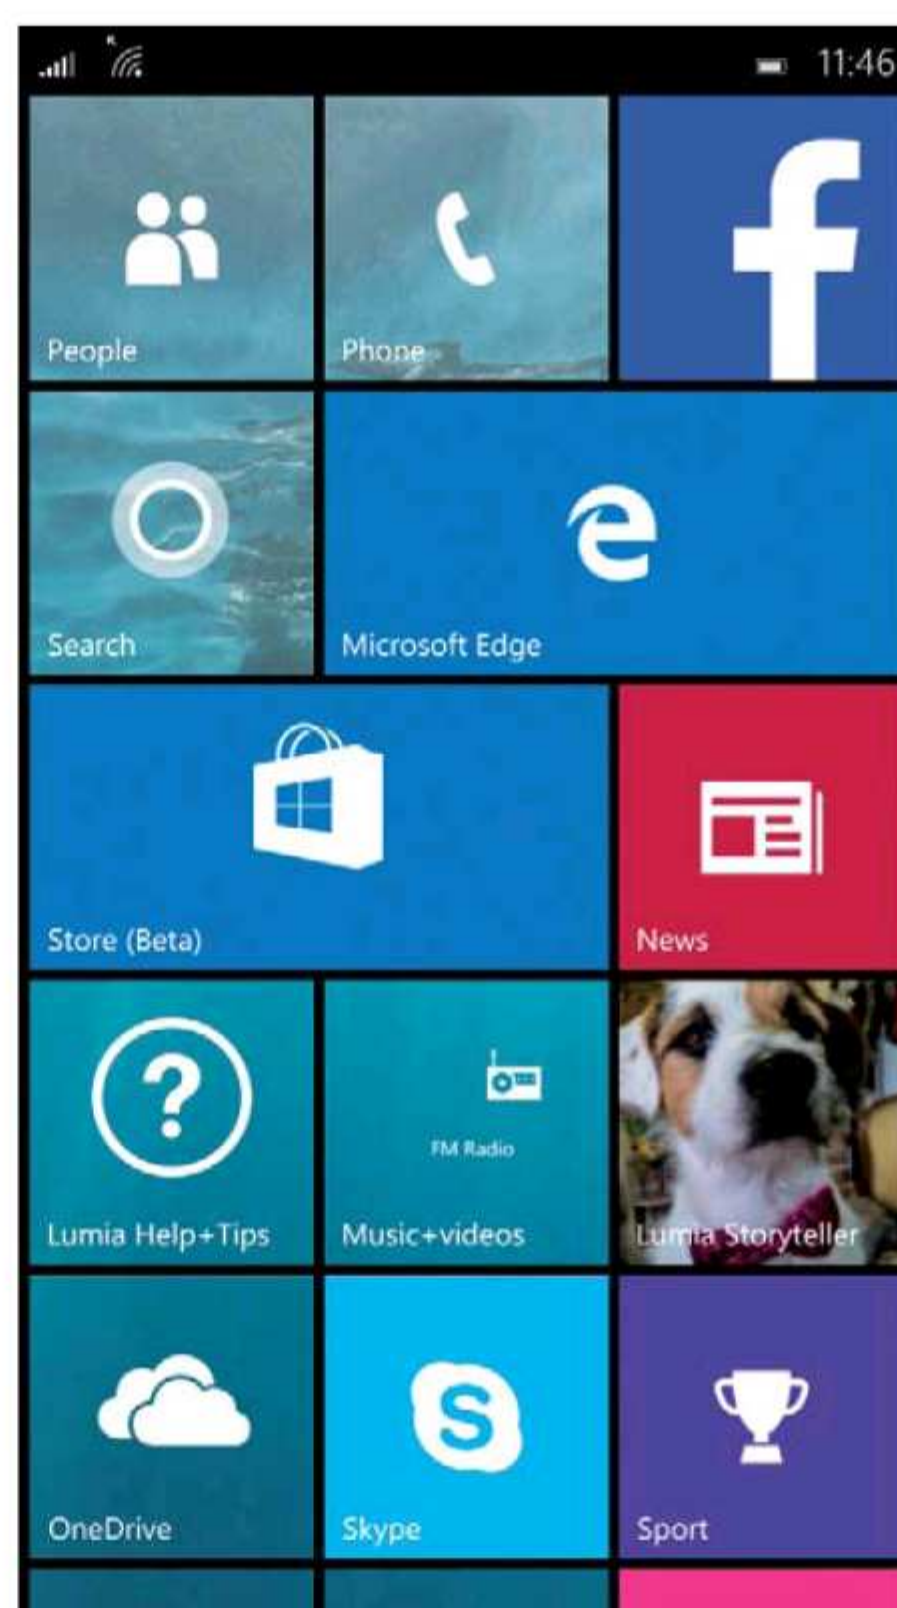 11:46
People
Phone
Search
Microsoft Edge
Store (Beta)
News
FM Radio
Lumia Help+Tips
Music+videos
Lumia Storyteller
OneDrive
Skype
Sport